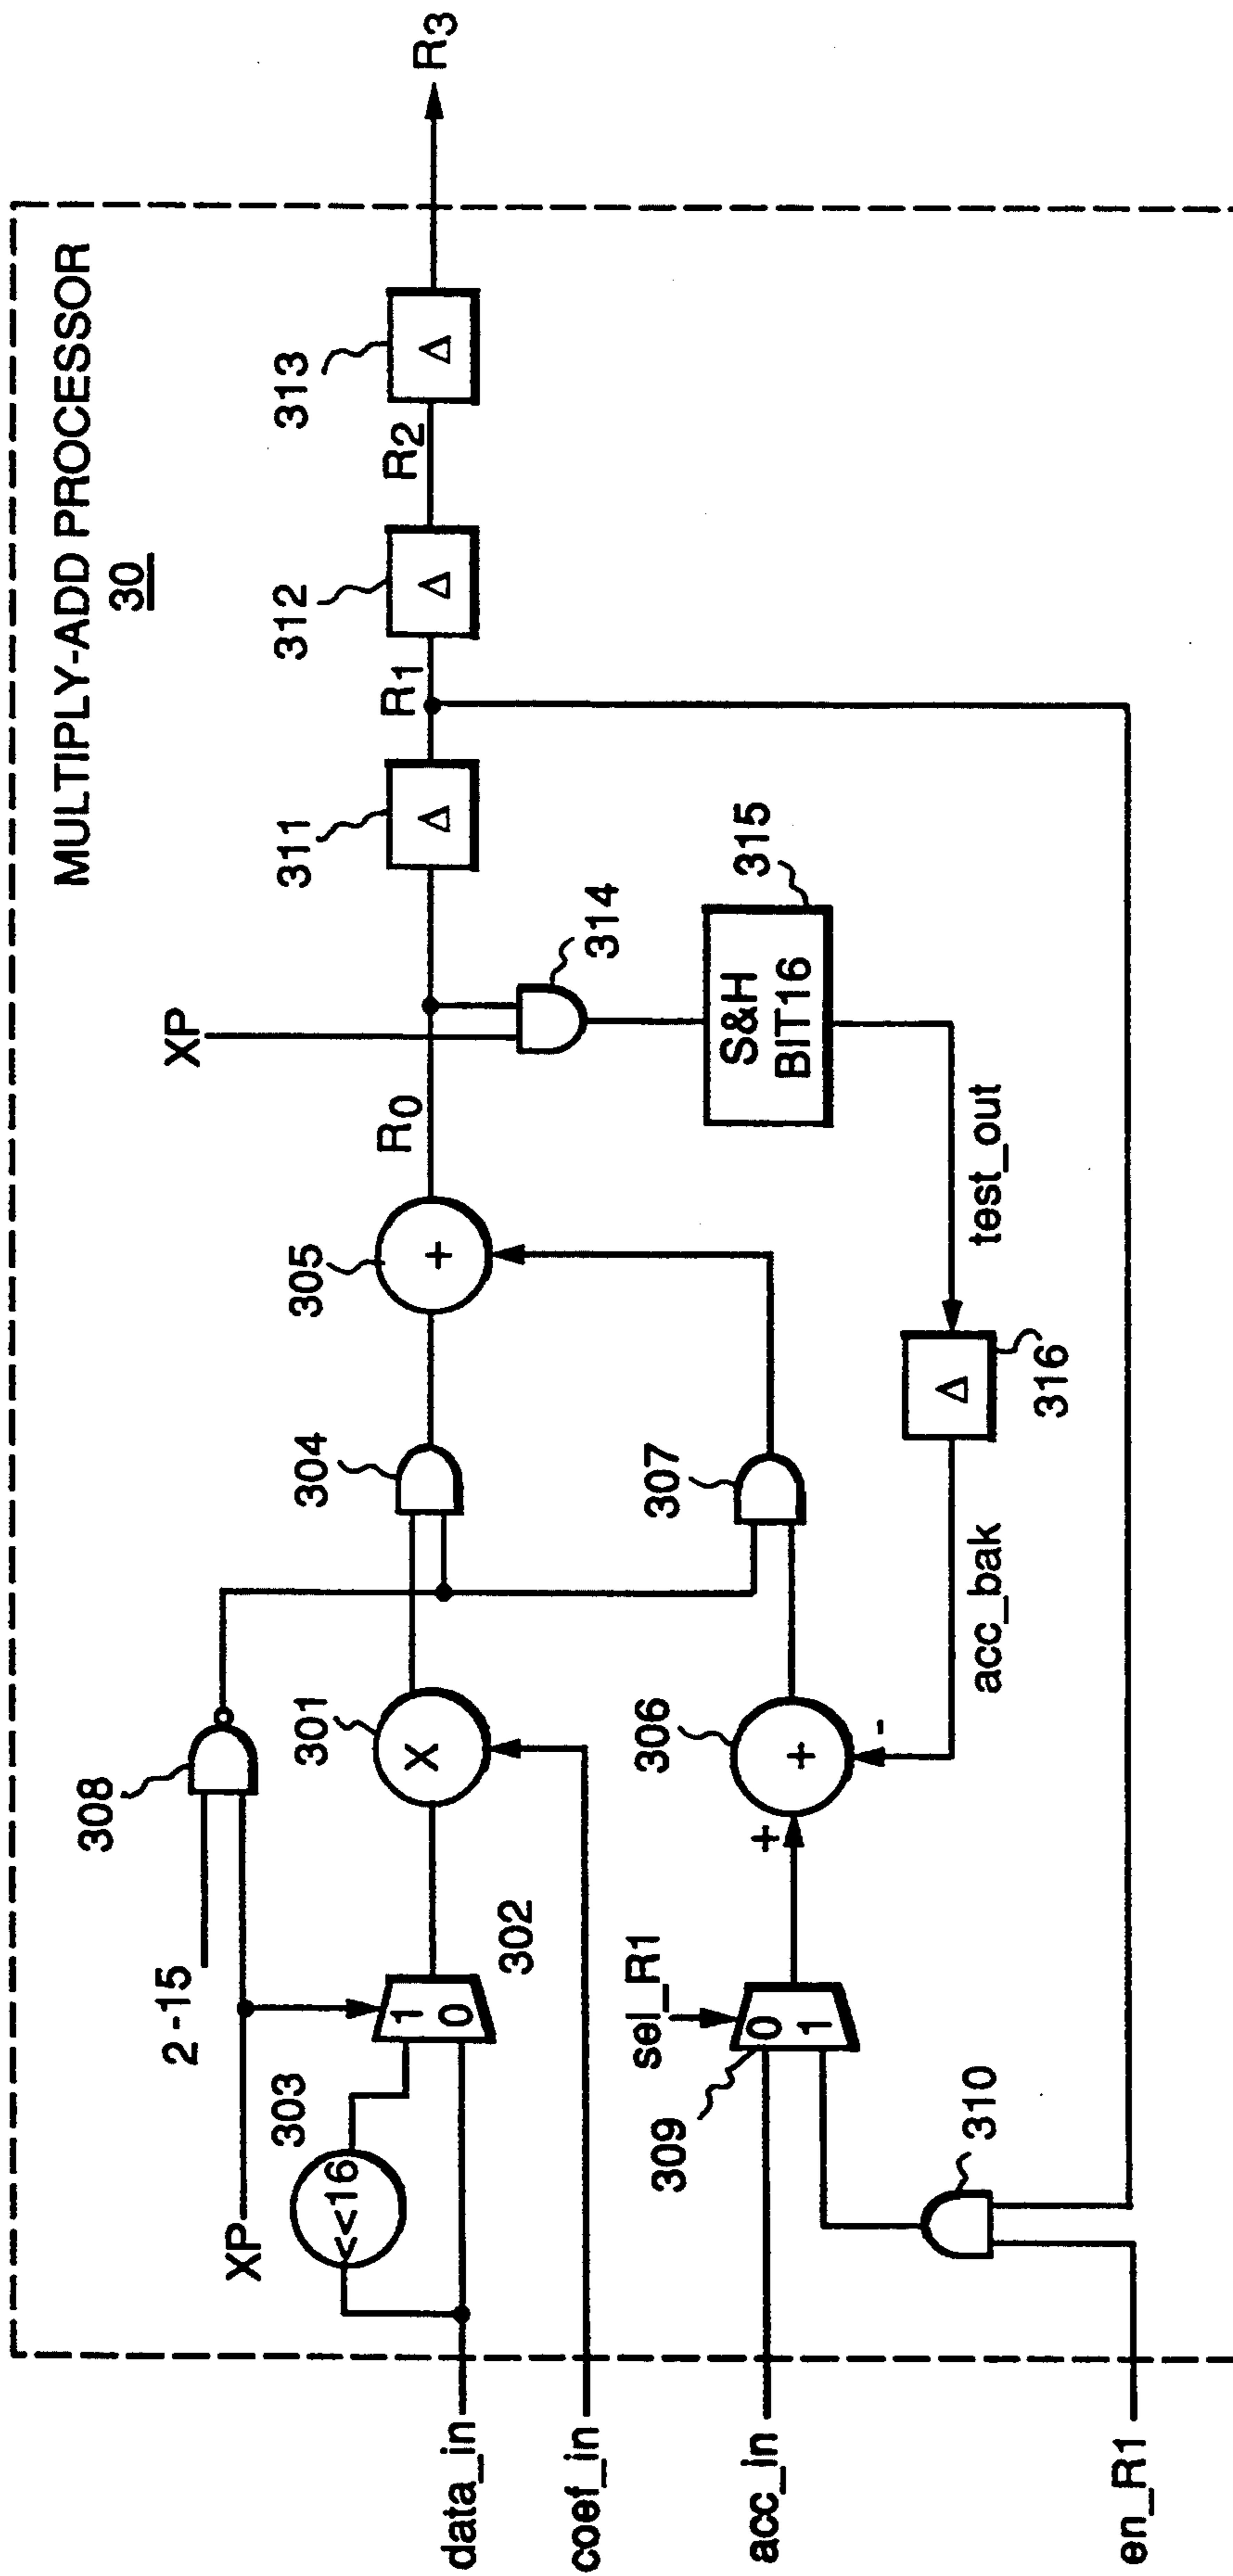 MULTIPLY-ADD PROCESSOR
30
XP
2-15
308
303
<<16
1
0
302
data_in
coef_in
301
X
304
305
+
R0
XP
314
311
Δ
R1
312
Δ
R2
313
Δ
R3
S&H
BIT16
315
test_out
316
Δ
acc_bak
sel_R1
309
0
1
acc_in
+
306
+
-
307
310
en_R1